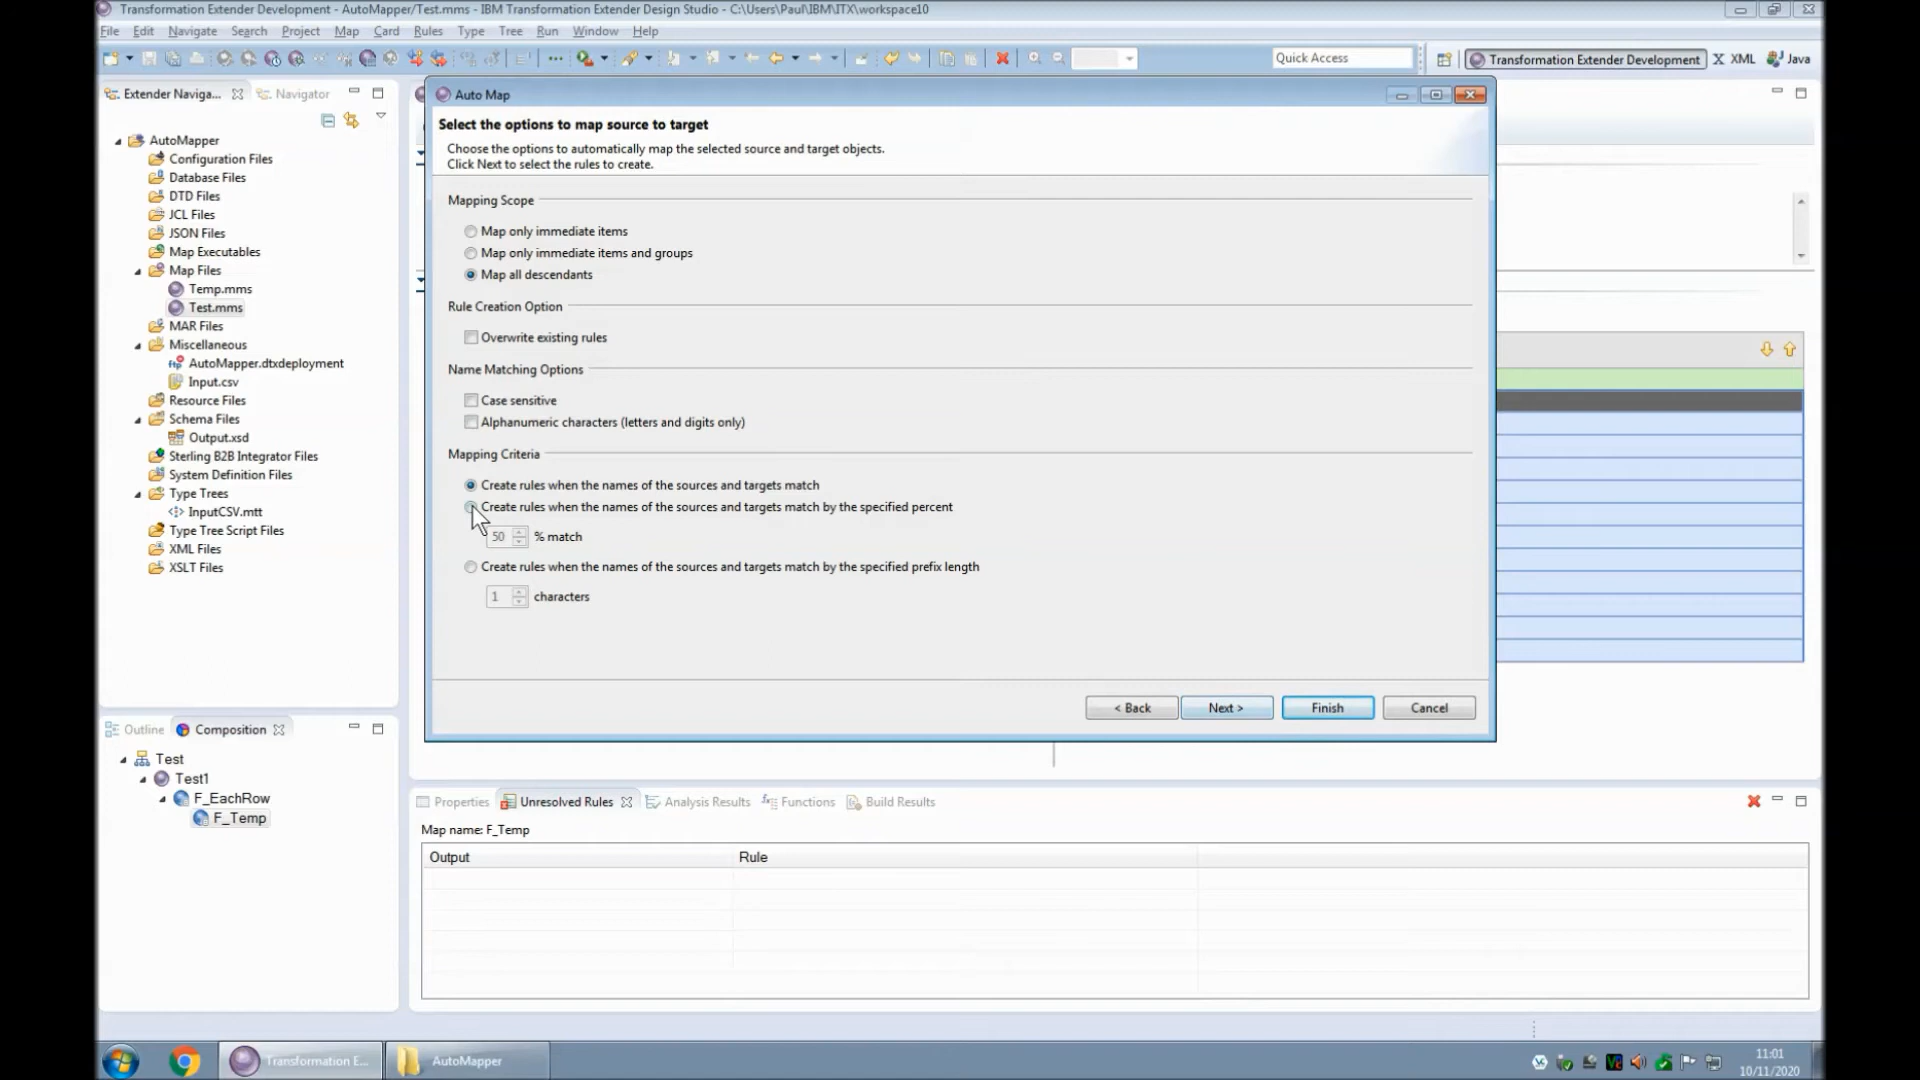 Transformation Extender Development - AutoMapper/Test.mms - IBM Transformation Extender Design Studio - C:\Users\Paul\IBM\ITX\workspace10
File Edit Navigate Search Project Map Card Rules Type Tree Run Window Help
Quick Access
Transformation Extender Development
XML
Java
Extender Naviga...
Navigator
AutoMapper
Configuration Files
Database Files
DTD Files
JCL Files
JSON Files
Map Executables
Map Files
Temp.mms
Test.mms
MAR Files
Miscellaneous
AutoMapper.dtxdeployment
Input.csv
Resource Files
Schema Files
Output.xsd
Sterling B2B Integrator Files
System Definition Files
Type Trees
InputCSV.mtt
Type Tree Script Files
XML Files
XSLT Files
Auto Map
Select the options to map source to target
Choose the options to automatically map the selected source and target objects.
Click Next to select the rules to create.
Mapping Scope
Map only immediate items
Map only immediate items and groups
Map all descendants
Rule Creation Option
Overwrite existing rules
Name Matching Options
Case sensitive
Alphanumeric characters (letters and digits only)
Mapping Criteria
Create rules when the names of the sources and targets match
Create rules when the names of the sources and targets match by the specified percent
50 % match
Create rules when the names of the sources and targets match by the specified prefix length
1 characters
< Back
Next >
Finish
Cancel
Outline
Composition
Test
Test1
F_EachRow
F_Temp
Properties
Unresolved Rules
Analysis Results
Functions
Build Results
Map name: F_Temp
Output
Rule
Transformation E...
AutoMapper
11:01
10/11/2020